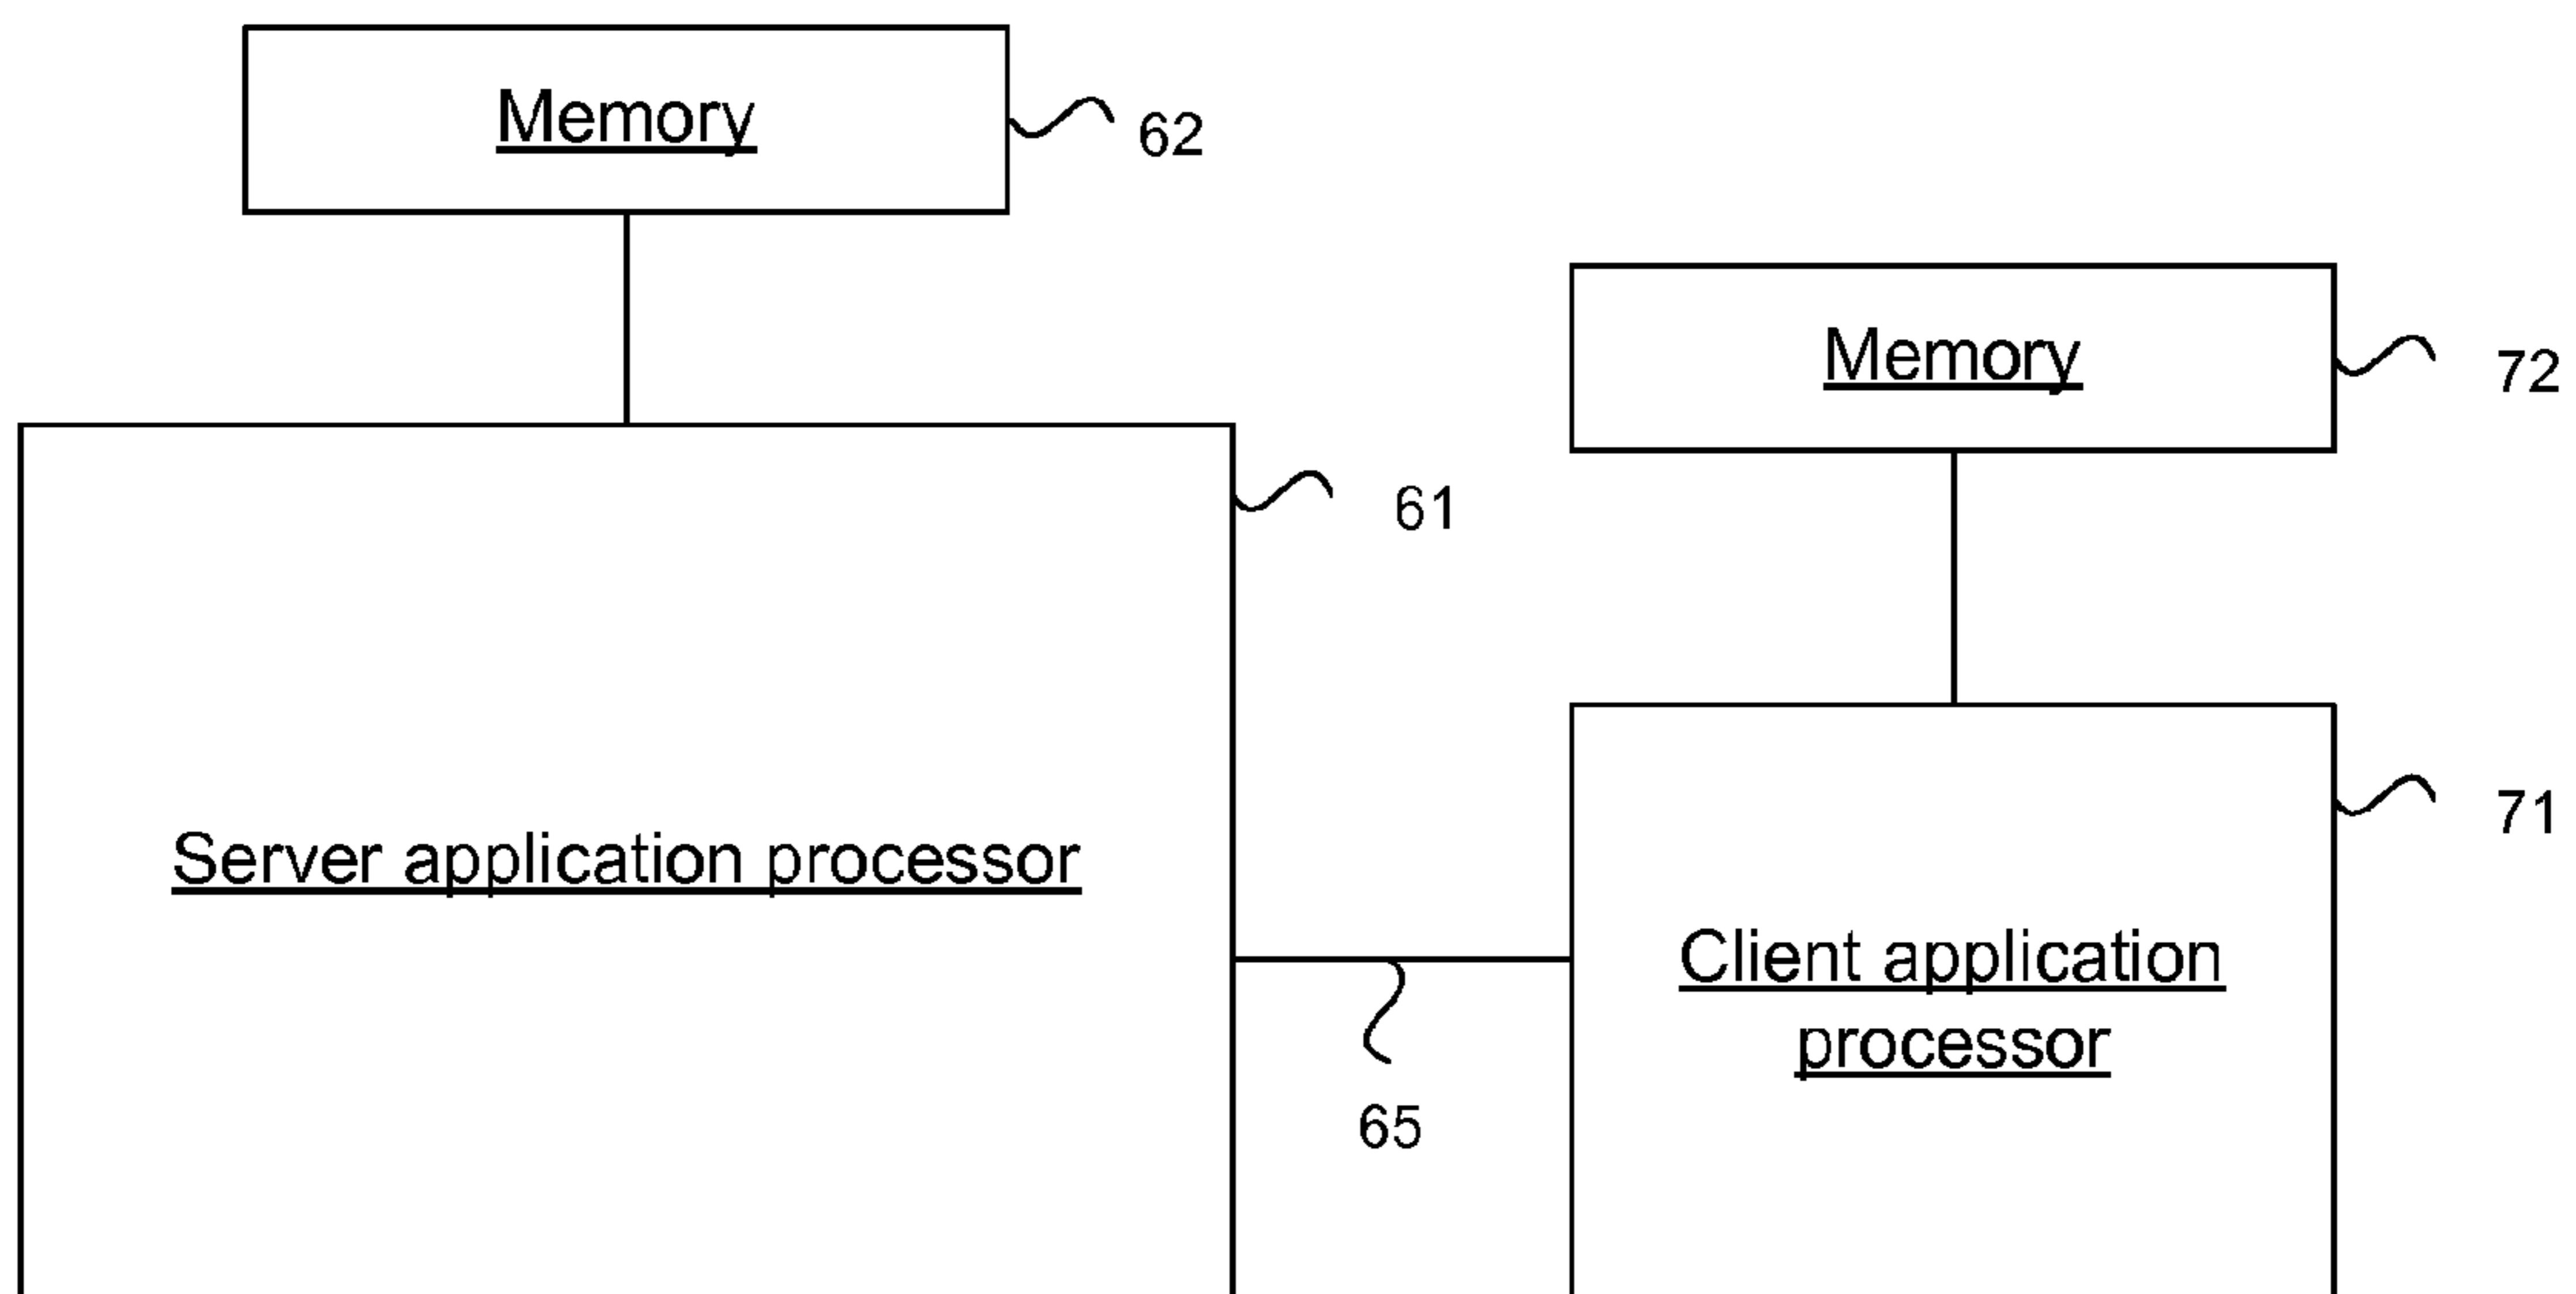 Memory
62
Memory
72
61
71
Server application processor
Client application
processor
65